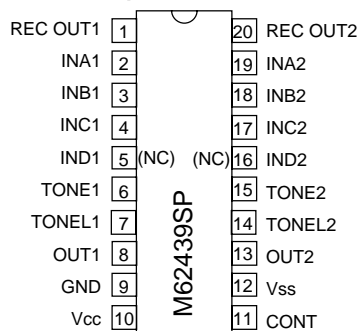 REC OUT1 1 20 REC OUT2
INA1 2 19 INA2
INB1 3 18 INB2
INC1 4 17 INC2
IND1 5 (NC) (NC) 16 IND2
TONE1 6 15 TONE2
TONEL1 7 14 TONEL2
OUT1 8 13 OUT2
GND 9 12 Vss
Vcc 10 11 CONT
M62439SP